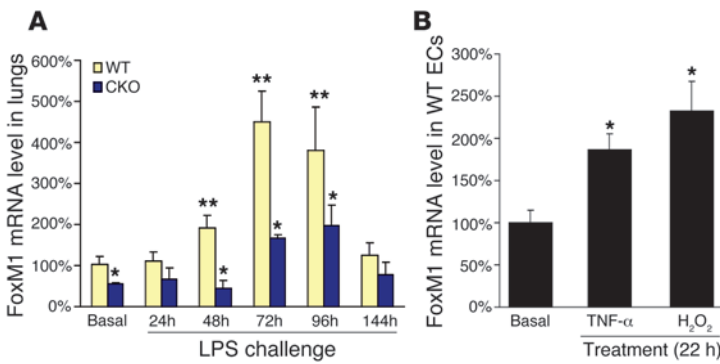 A
FoxM1 mRNA level in lungs
600%
500%
400%
300%
200%
100%
0%
WT
CKO
*
**
*
**
*
**
*
Basal
24h
48h
72h
96h
144h
LPS challenge
B
FoxM1 mRNA level in WT ECs
300%
250%
200%
150%
100%
50%
0%
*
*
Basal
TNF-α
H₂O₂
Treatment (22 h)